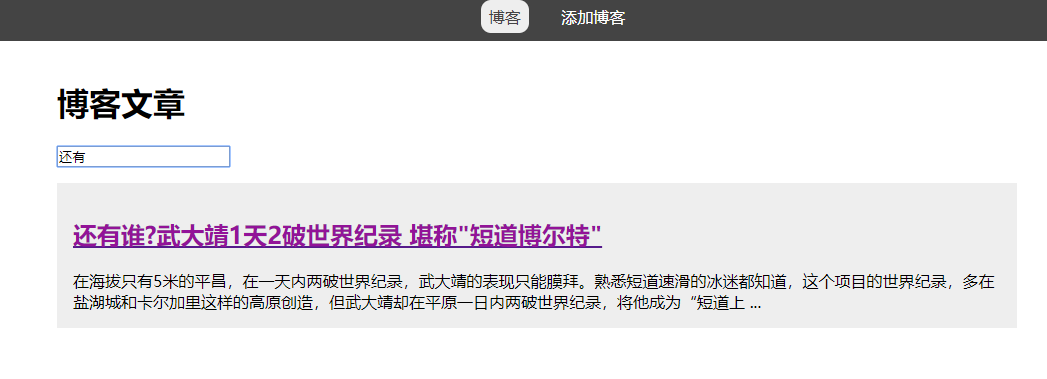 博客 添加博客
博客文章
还有
还有谁?武大靖1天2破世界纪录 堪称"短道博尔特"
在海拔只有5米的平昌，在一天内两破世界纪录，武大靖的表现只能膜拜。熟悉短道速滑的冰迷都知道，这个项目的世界纪录，多在
盐湖城和卡尔加里这样的高原创造，但武大靖却在平原一日内两破世界纪录，将他成为“短道上 ...